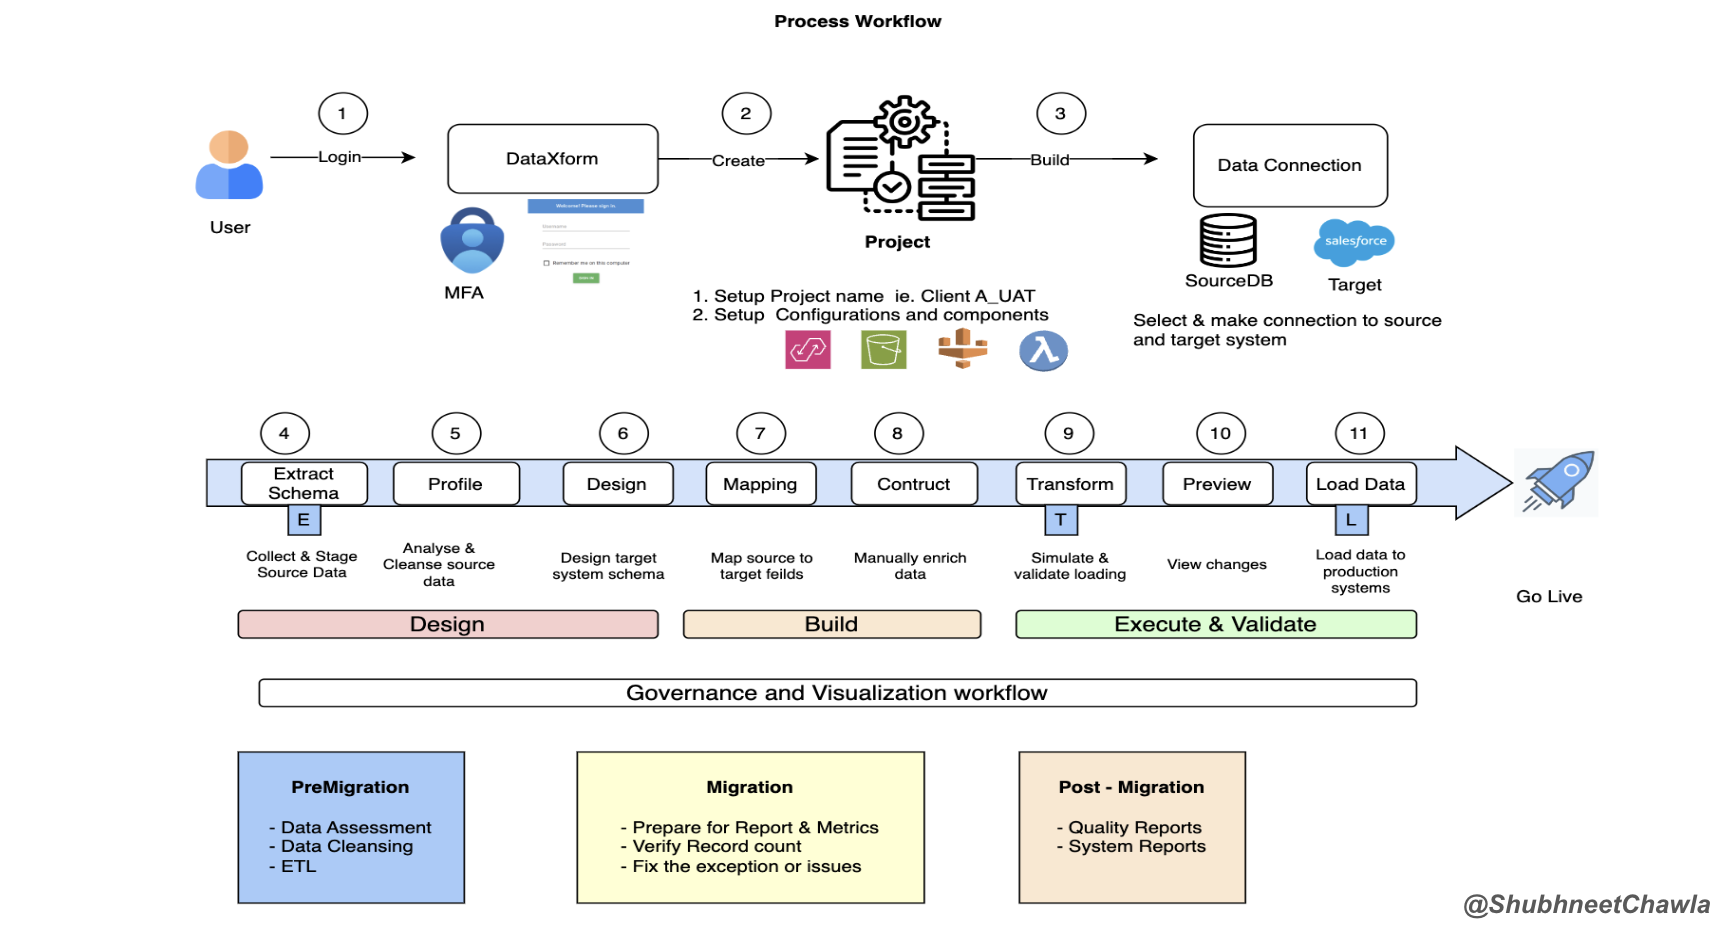 Process Workflow
1
2
3
Login
DataXform
Create
Build
Data Connection
User
MFA
Welcome! Please sign in
Username
Password
Remember me on this computer
SIGN IN
Project
SourceDB
salesforce
Target
1. Setup Project name ie. Client A_UAT
2. Setup Configurations and components
Select & make connection to source
and target system
λ
4
5
6
7
8
9
10
11
Extract
Schema
Profile
Design
Mapping
Contruct
Transform
Preview
Load Data
E
T
L
Collect & Stage
Source Data
Analyse &
Cleanse source
data
Design target
system schema
Map source to
target feilds
Manually enrich
data
Simulate &
validate loading
View changes
Load data to
production
systems
Go Live
Design
Build
Execute & Validate
Governance and Visualization workflow
PreMigration
- Data Assessment
- Data Cleansing
- ETL
Migration
- Prepare for Report & Metrics
- Verify Record count
- Fix the exception or issues
Post - Migration
- Quality Reports
- System Reports
@ShubhneetChawla